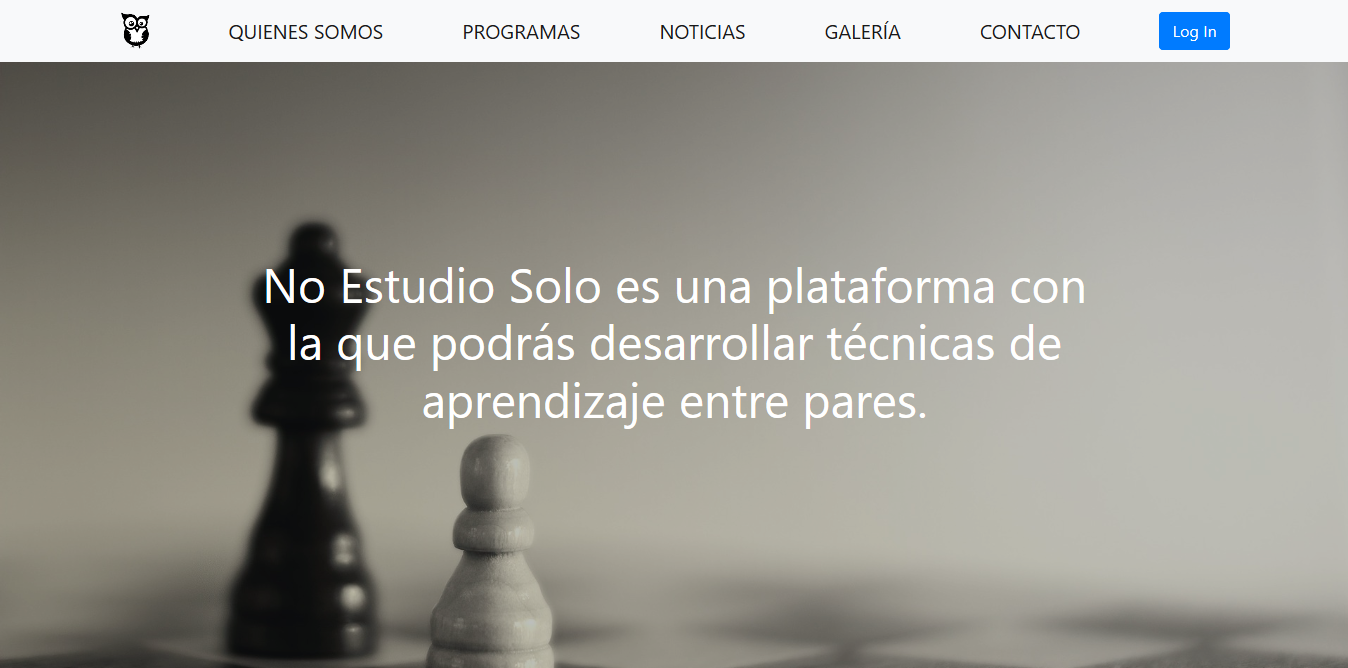 QUIENES SOMOS PROGRAMAS NOTICIAS GALERÍA CONTACTO Log In
No Estudio Solo es una plataforma con
la que podrás desarrollar técnicas de
aprendizaje entre pares.